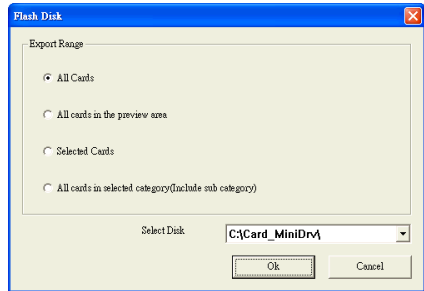 Flash Disk
Export Range
All Cards
All cards in the preview area
Selected Cards
All cards in selected category(Include sub category)
Select Disk
C:\Card_MiniDrv\
Ok
Cancel